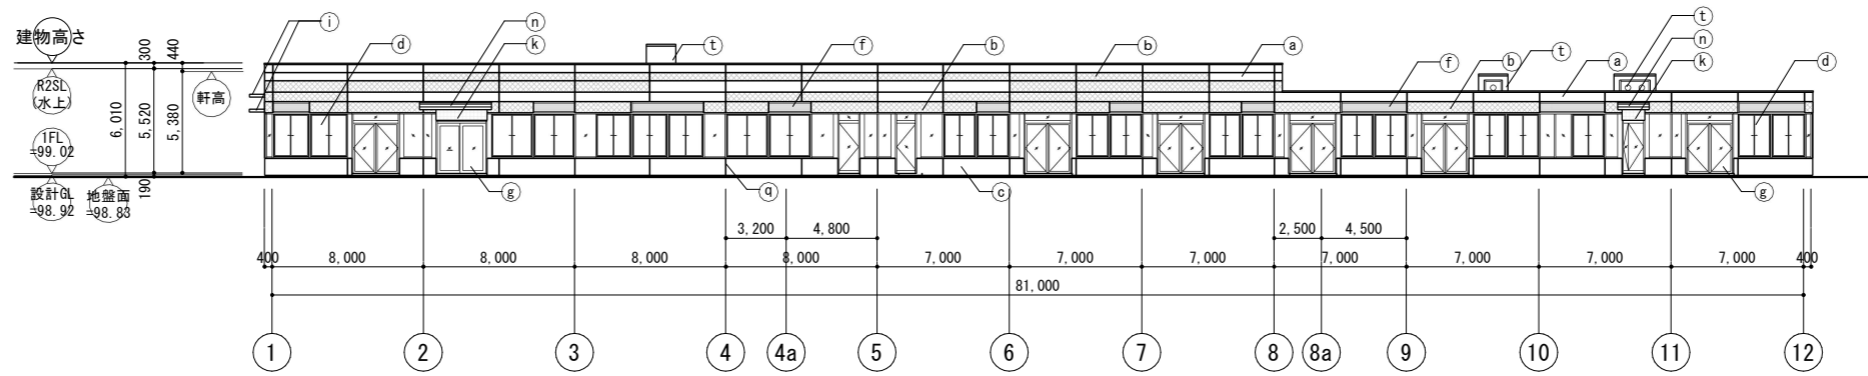 i
n
k
d
t
f
b
b
a
t
n
k
t
f
b
a
d
建物高さ
300
440
R2SL
(水上)
軒高
6,010
5,520
5,380
1FL
=99.02
設計GL
=98.92
地盤面
=98.83
190
g
q
c
g
3,200
4,800
2,500
4,500
400
8,000
8,000
8,000
8,000
7,000
7,000
7,000
7,000
7,000
7,000
7,000
400
81,000
1
2
3
4
4a
5
6
7
8
8a
9
10
11
12